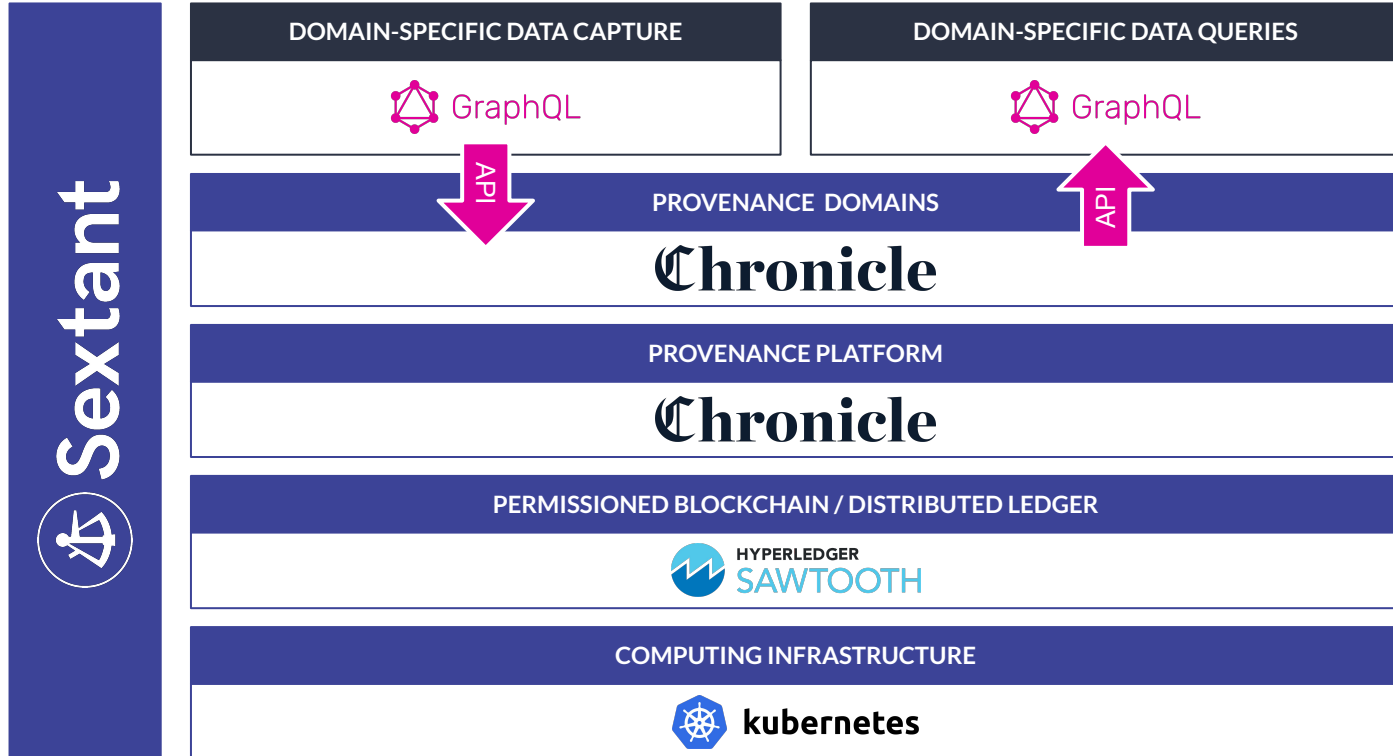 Sextant
DOMAIN-SPECIFIC DATA CAPTURE
GraphQL
API
DOMAIN-SPECIFIC DATA QUERIES
GraphQL
API
PROVENANCE DOMAINS
Chronicle
PROVENANCE PLATFORM
Chronicle
PERMISSIONED BLOCKCHAIN / DISTRIBUTED LEDGER
HYPERLEDGER
SAWTOOTH
COMPUTING INFRASTRUCTURE
kubernetes